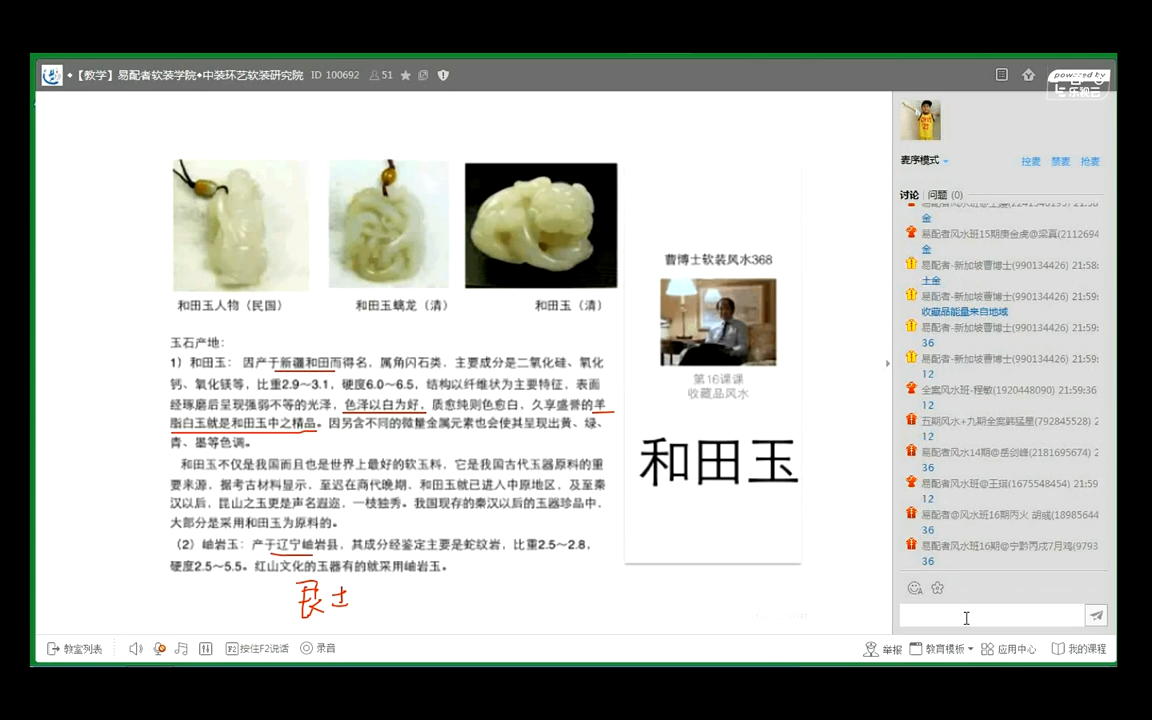 ◆【教学】易配者软装学院◆中装环艺软装研究院 ID 100692 51
powered by
乐视云
和田玉人物（民国）
和田玉螭龙（清）
和田玉（清）
玉石产地:
1）和田玉: 因产于新疆和田而得名，属角闪石类，主要成分是二氧化硅、氧化
钙、氧化镁等，比重2.9～3.1，硬度6.0～6.5，结构以纤维状为主要特征，表面
经琢磨后呈现强弱不等的光泽，色泽以白为好，质愈纯则色愈白，久享盛誉的羊
脂白玉就是和田玉中之精品。因另含不同的微量金属元素也会使其呈现出黄、绿、
青、墨等色调。
和田玉不仅是我国而且也是世界上最好的软玉料，它是我国古代玉器原料的重
要来源，据考古材料显示，至迟在商代晚期，和田玉就已进入中原地区，及至秦
汉以后，昆山之玉更是声名遐迩，一枝独秀。我国现存的秦汉以后的玉器珍品中，
大部分是采用和田玉为原料的。
（2）岫岩玉: 产于辽宁岫岩县，其成分经鉴定主要是蛇纹岩，比重2.5～2.8，
硬度2.5～5.5。红山文化的玉器有的就采用岫岩玉。
艮土
曹博士软装风水368
第16课课
收藏品风水
和田玉
麦序模式
控麦 禁麦 抢麦
讨论 问题 (0)
金
易配者风水班15期庚金虎@梁真(2112694
金
易配者-新加坡曹博士(990134426) 21:58:
土金
易配者-新加坡曹博士(990134426) 21:59:
收藏品能量来自地域
易配者-新加坡曹博士(990134426) 21:59:
36
易配者-新加坡曹博士(990134426) 21:59:
12
全案风水班-程敏(1920448090) 21:59:36
12
五期风水+九期全案韩猛星(792845528) 2
12
易配者风水14期@岳剑峰(2181695674) 2
36
易配者风水班@王琪(1675548454) 21:59
12
易配者@风水班16期丙火 胡彧(18985644
36
易配者风水班16期@宁黔丙戌7月鸡(9793
36
教室列表
F2 按住F2说话
录音
举报
教育模板
应用中心
我的课程